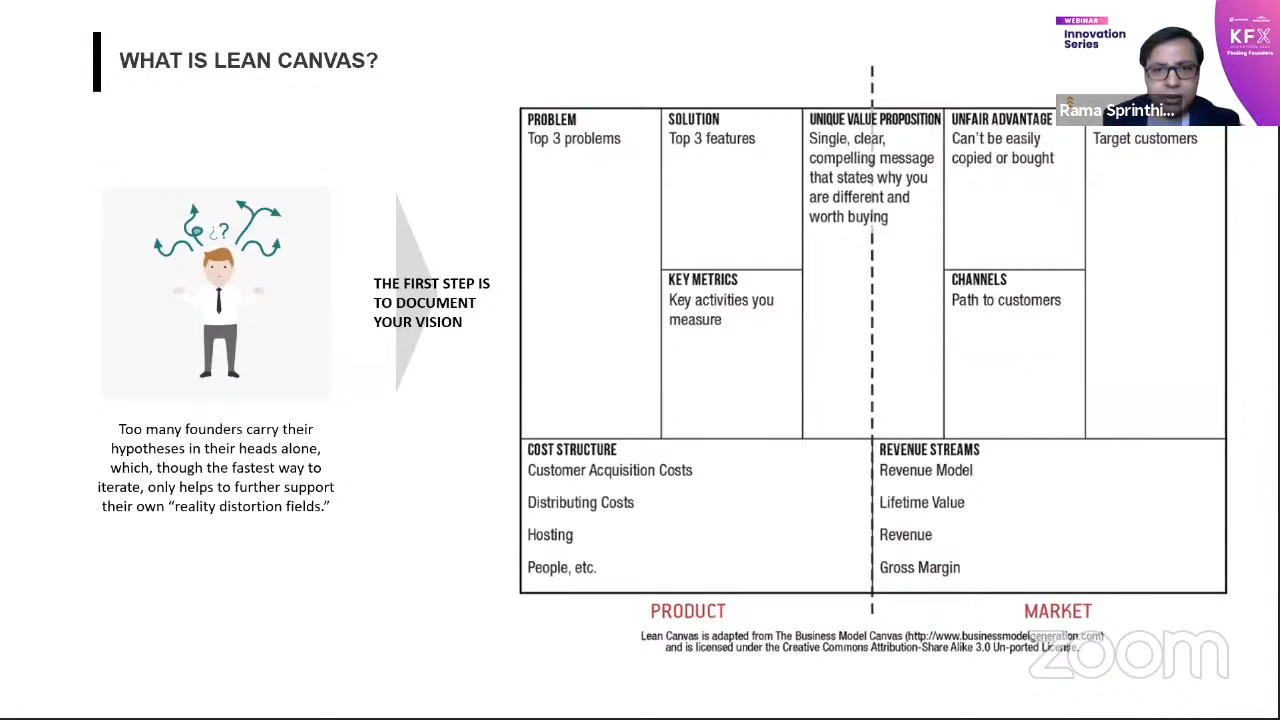 WHAT IS LEAN CANVAS?
WEBINAR
Innovation
Series
KFX
Finding Founders
Rama Sprinthi...
¿?
Too many founders carry their
hypotheses in their heads alone,
which, though the fastest way to
iterate, only helps to further support
their own “reality distortion fields.”
THE FIRST STEP IS
TO DOCUMENT
YOUR VISION
PROBLEM
Top 3 problems
SOLUTION
Top 3 features
KEY METRICS
Key activities you
measure
UNIQUE VALUE PROPOSITION
Single, clear,
compelling message
that states why you
are different and
worth buying
UNFAIR ADVANTAGE
Can't be easily
copied or bought
CHANNELS
Path to customers
Target customers
COST STRUCTURE
Customer Acquisition Costs
Distributing Costs
Hosting
People, etc.
REVENUE STREAMS
Revenue Model
Lifetime Value
Revenue
Gross Margin
PRODUCT
MARKET
Lean Canvas is adapted from The Business Model Canvas (http://www.businessmodelgeneration.com)
and is licensed under the Creative Commons Attribution-Share Alike 3.0 Un-ported License.
zoom